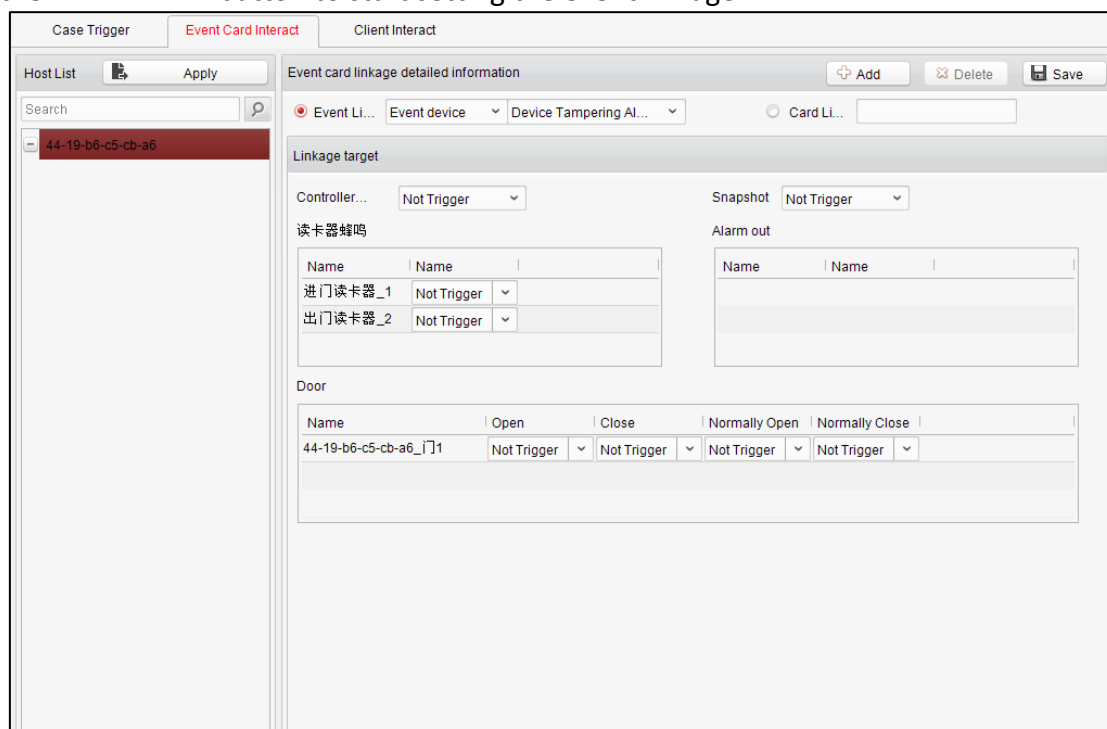 Case Trigger Event Card Interact Client Interact
Host List Apply
Search
44-19-b6-c5-cb-a6
Event card linkage detailed information Add Delete Save
Event Li... Event device Device Tampering Al... Card Li...
Linkage target
Controller... Not Trigger Snapshot Not Trigger
读卡器蜂鸣 Alarm out
Name Name Name Name
进门读卡器_1 Not Trigger
出门读卡器_2 Not Trigger
Door
Name Open Close Normally Open Normally Close
44-19-b6-c5-cb-a6_门1 Not Trigger Not Trigger Not Trigger Not Trigger